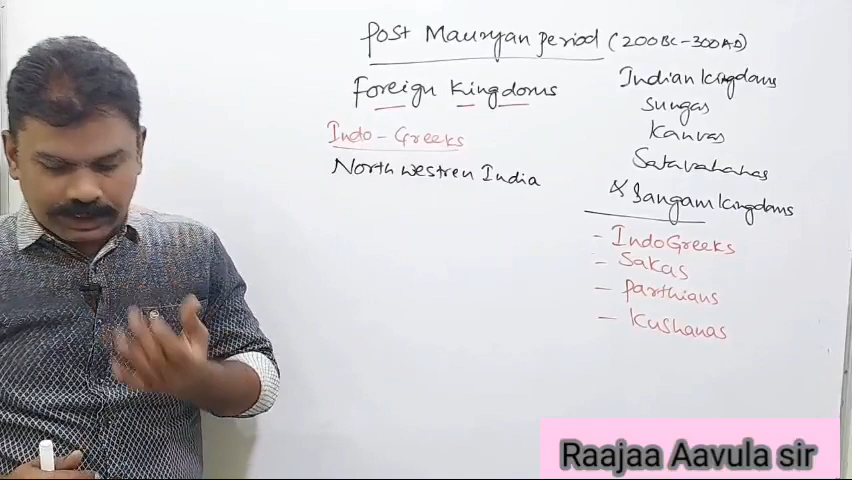 Post Mauryan period (200BC-300AD)
Foreign Kingdoms
Indo-Greeks
North westren India
Indian kingdoms
Sungas
Kanvas
Satavahanas
& Sangam kingdoms
- IndoGreeks
- Sakas
- Parthians
- Kushanas
Raajaa Aavula sir